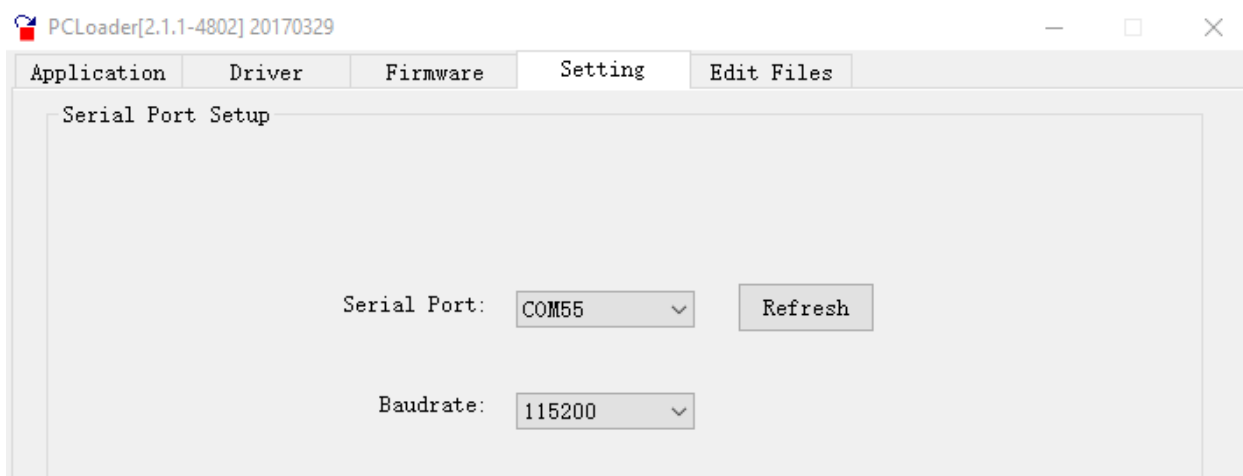 PCLoader[2.1.1-4802] 20170329
Application Driver Firmware Setting Edit Files
Serial Port Setup
Serial Port: COM55 Refresh
Baudrate: 115200